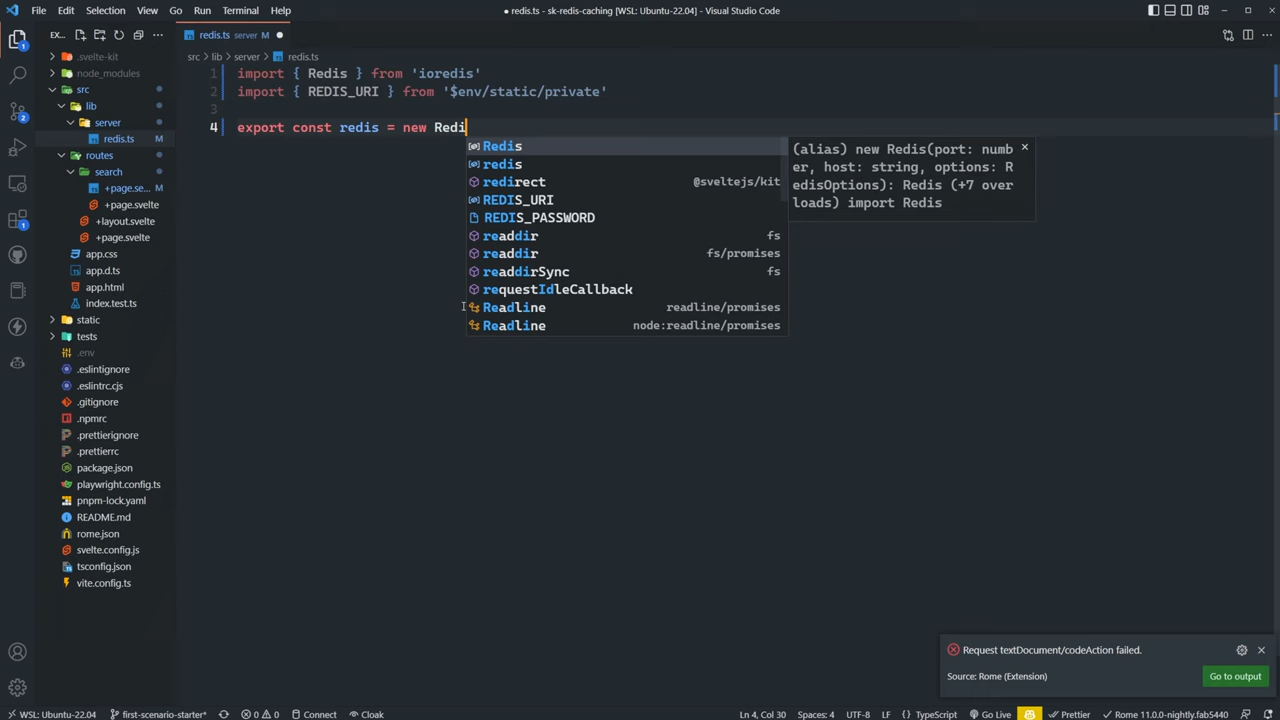 File Edit Selection View Go Run Terminal Help
● redis.ts - sk-redis-caching [WSL: Ubuntu-22.04] - Visual Studio Code
EX...
.svelte-kit
node_modules
src
lib
server
redis.ts M
routes
search
+page.se... M
+page.svelte
+layout.svelte
+page.svelte
app.css
app.d.ts
app.html
index.test.ts
static
tests
.env
.eslintignore
.eslintrc.cjs
.gitignore
.npmrc
.prettierignore
.prettierrc
package.json
playwright.config.ts
pnpm-lock.yaml
README.md
rome.json
svelte.config.js
tsconfig.json
vite.config.ts
redis.ts server M ●
src > lib > server > redis.ts
1 import { Redis } from 'ioredis'
2 import { REDIS_URI } from '$env/static/private'
3
4 export const redis = new Redi
Redis
redis
redirect @sveltejs/kit
REDIS_URI
REDIS_PASSWORD
readdir fs
readdir fs/promises
readdirSync fs
requestIdleCallback
Readline readline/promises
Readline node:readline/promises
(alias) new Redis(port: numb
er, host: string, options: R
edisOptions): Redis (+7 over
loads) import Redis
Request textDocument/codeAction failed.
Source: Rome (Extension)
Go to output
1
2
1
WSL: Ubuntu-22.04 first-scenario-starter* 0 0 Connect Cloak Ln 4, Col 30 Spaces: 4 UTF-8 LF { } TypeScript Go Live Prettier Rome 11.0.0-nightly.fab5440